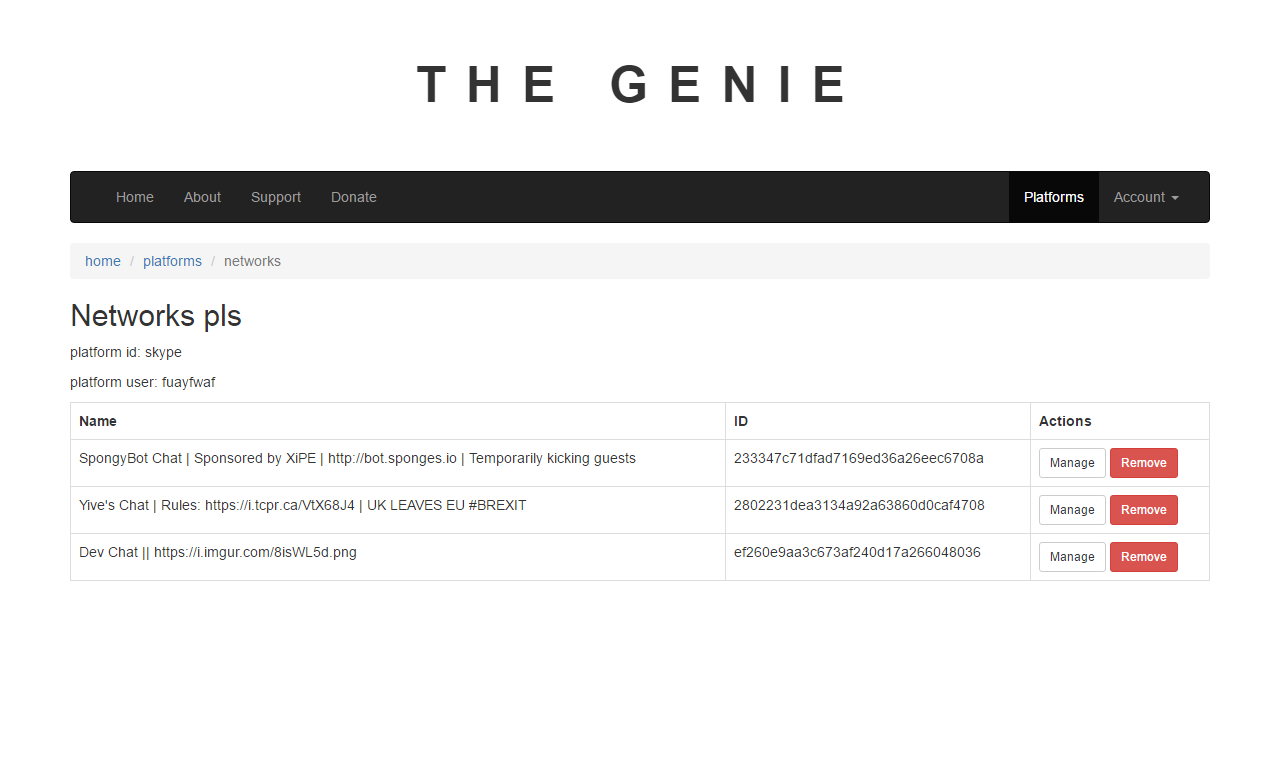 THE GENIE
Home About Support Donate Platforms Account
home / platforms / networks
Networks pls
platform id: skype
platform user: fuayfwaf
Name ID Actions
SpongyBot Chat | Sponsored by XiPE | http://bot.sponges.io | Temporarily kicking guests 233347c71dfad7169ed36a26eec6708a Manage Remove
Yive's Chat | Rules: https://i.tcpr.ca/VtX68J4 | UK LEAVES EU #BREXIT 2802231dea3134a92a63860d0caf4708 Manage Remove
Dev Chat || https://i.imgur.com/8isWL5d.png ef260e9aa3c673af240d17a266048036 Manage Remove